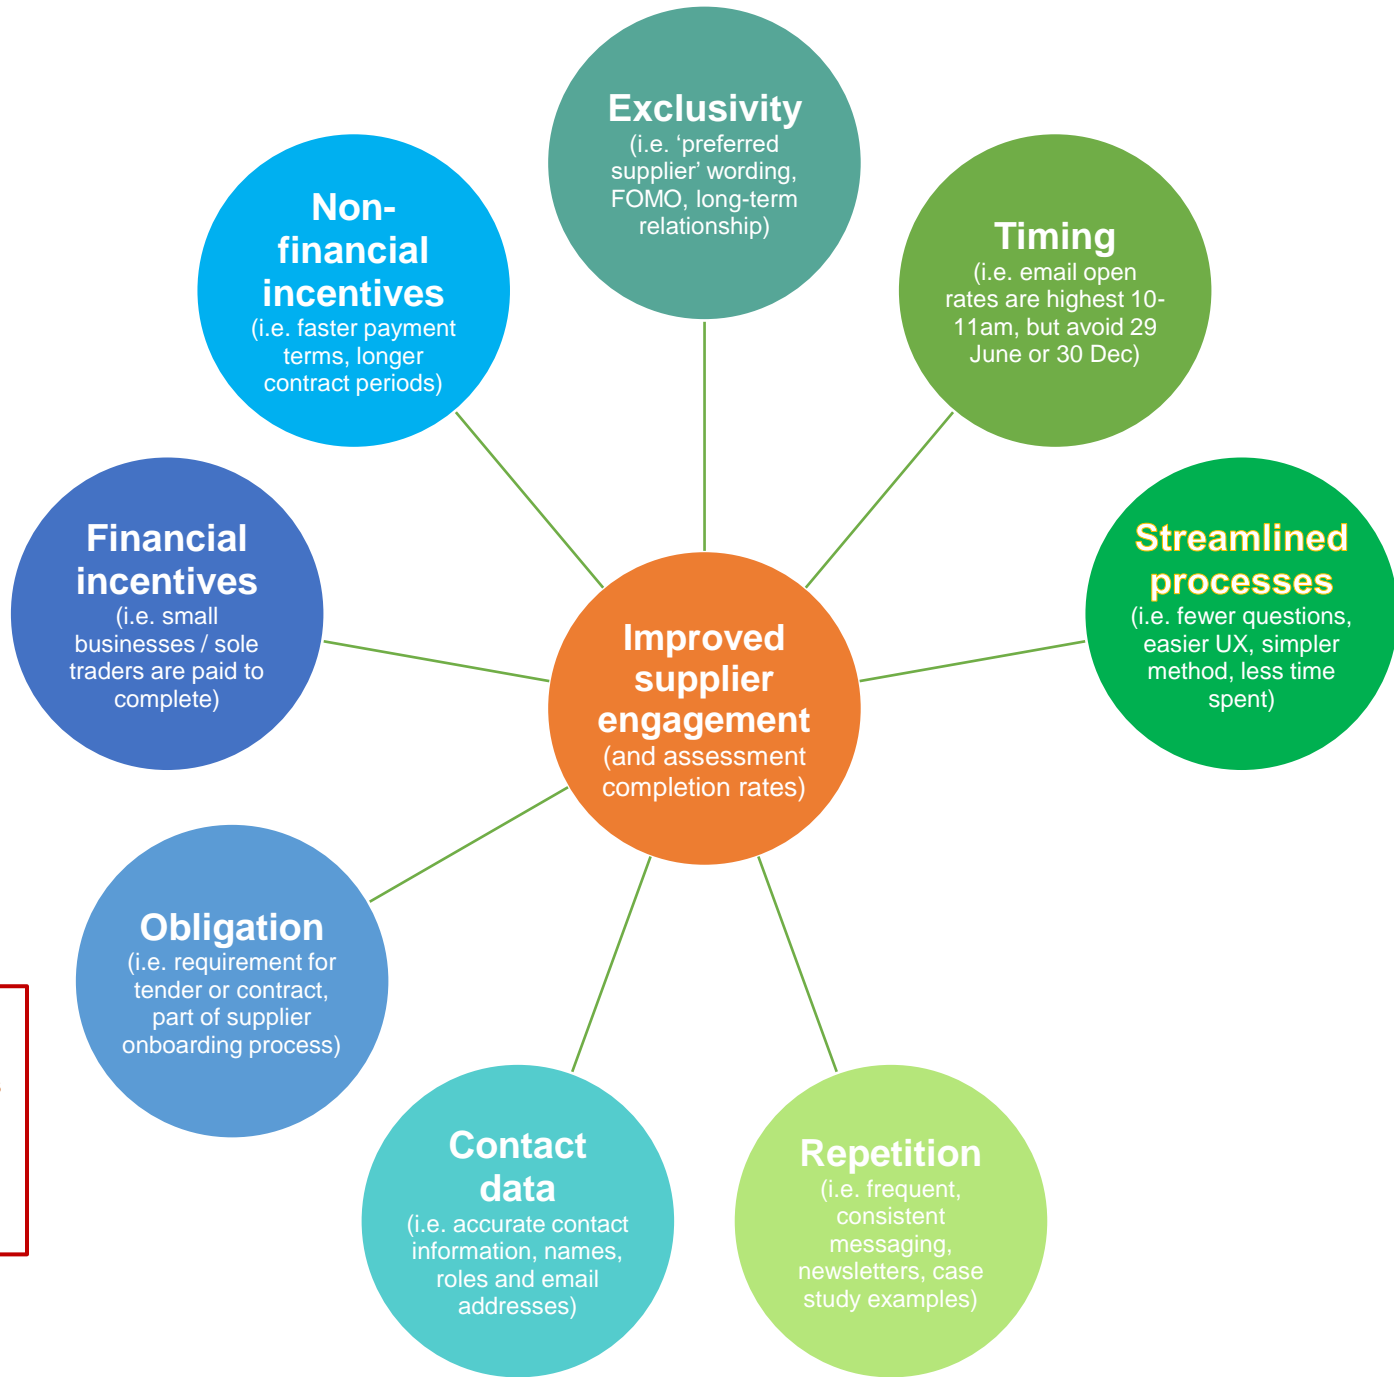 Exclusivity
(i.e. ‘preferred
supplier’ wording,
FOMO, long-term
relationship)
Non-
financial
incentives
(i.e. faster payment
terms, longer
contract periods)
Timing
(i.e. email open
rates are highest 10-
11am, but avoid 29
June or 30 Dec)
Financial
incentives
(i.e. small
businesses / sole
traders are paid to
complete)
Streamlined
processes
(i.e. fewer questions,
easier UX, simpler
method, less time
spent)
Improved
supplier
engagement
(and assessment
completion rates)
Obligation
(i.e. requirement for
tender or contract,
part of supplier
onboarding process)
Contact
data
(i.e. accurate contact
information, names,
roles and email
addresses)
Repetition
(i.e. frequent,
consistent
messaging,
newsletters, case
study examples)